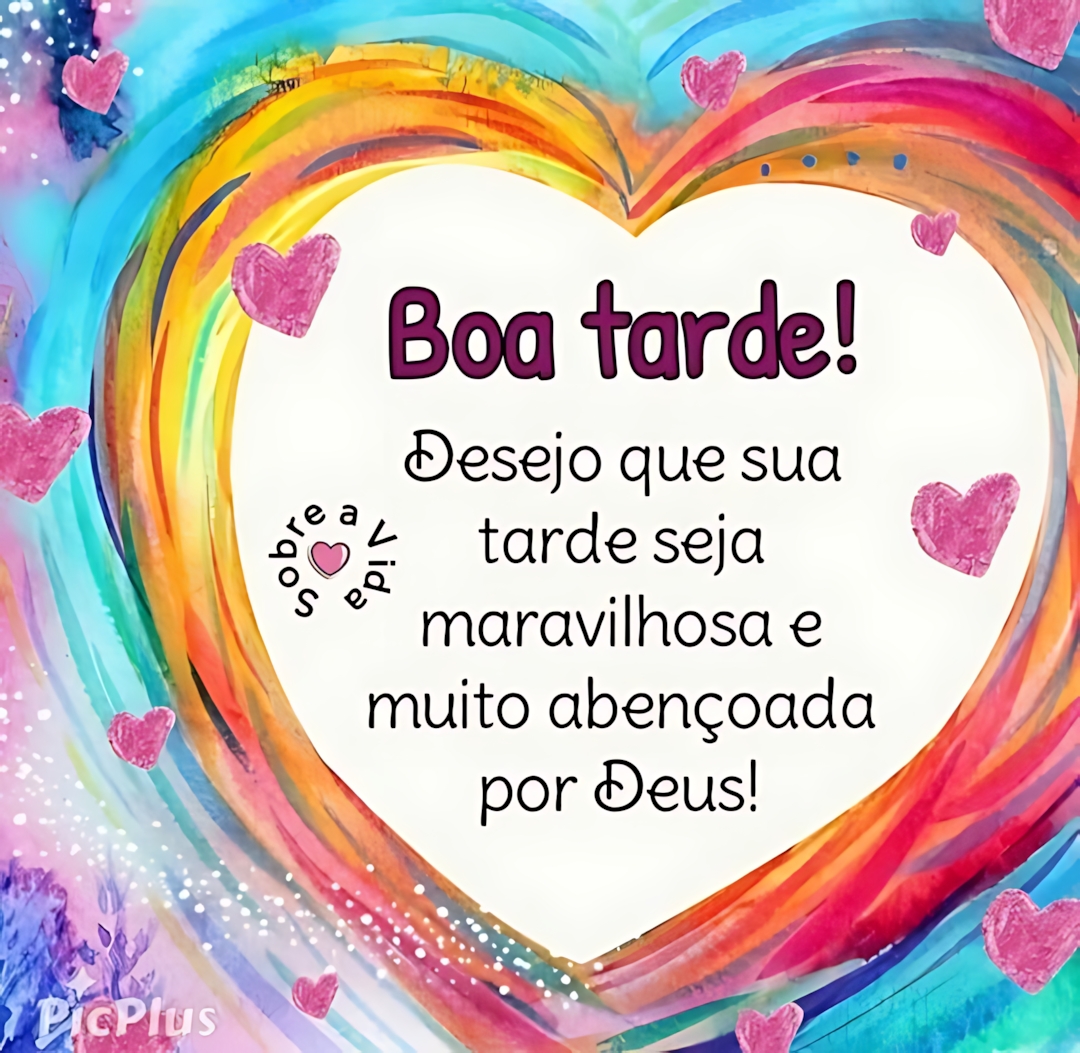 Boa tarde!
Desejo que sua
tarde seja
maravilhosa e
muito abençoada
por Deus!
Sobre a Vida
PicPlus